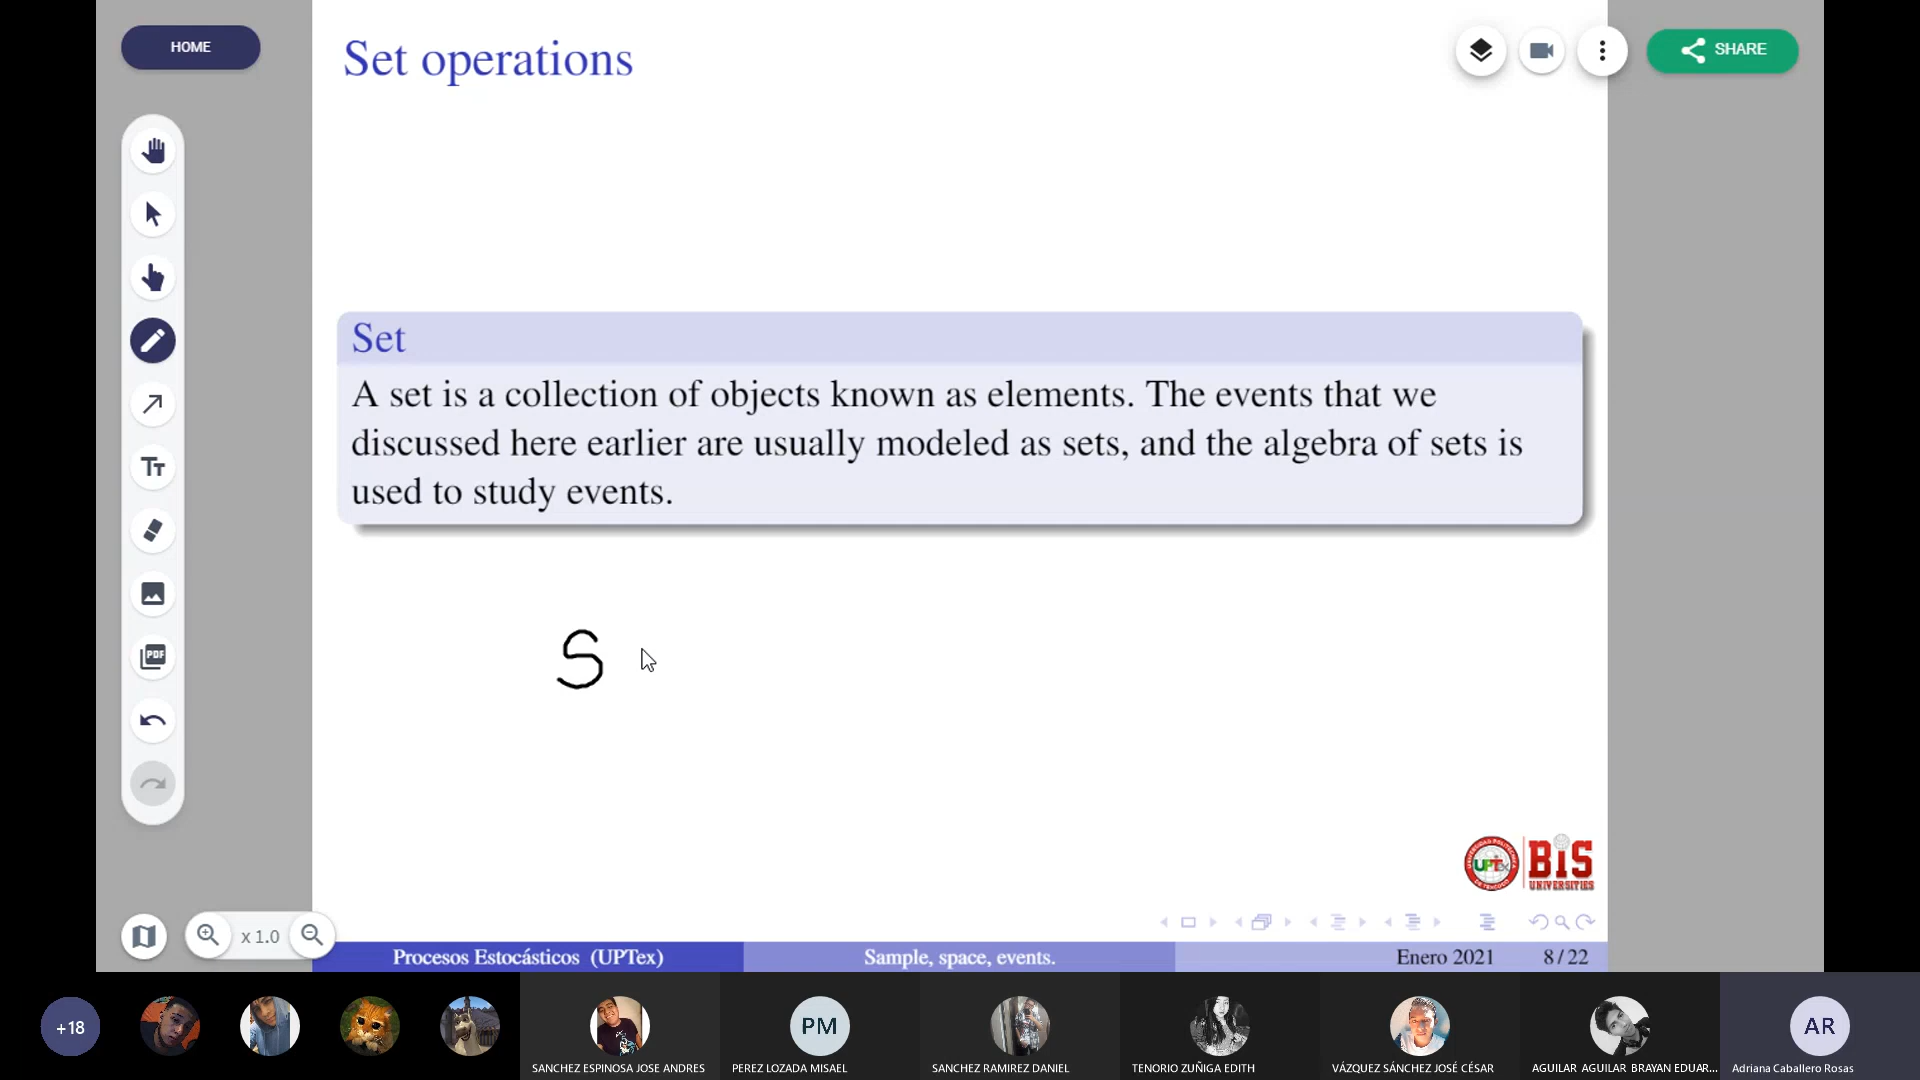 HOME
Set operations
SHARE
Set
A set is a collection of objects known as elements. The events that we
discussed here earlier are usually modeled as sets, and the algebra of sets is
used to study events.
S
Tт
PDF
UPTex
BIS
UNIVERSITIES
x 1.0
Procesos Estocásticos (UPTex)
Sample, space, events.
Enero 2021
8 / 22
+18
PM
AR
SANCHEZ ESPINOSA JOSE ANDRES
PEREZ LOZADA MISAEL
SANCHEZ RAMIREZ DANIEL
TENORIO ZUÑIGA EDITH
VÁZQUEZ SÁNCHEZ JOSÉ CÉSAR
AGUILAR AGUILAR BRAYAN EDUAR...
Adriana Caballero Rosas